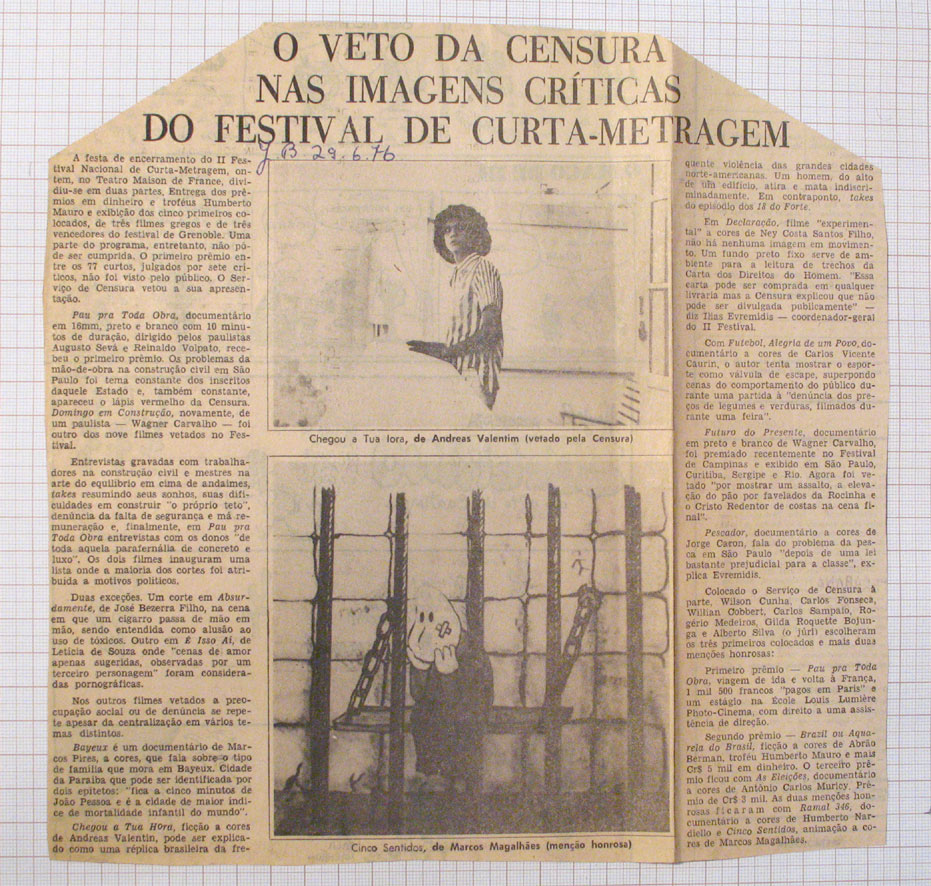 O VETO DA CENSURA
NAS IMAGENS CRÍTICAS
DO FESTIVAL DE CURTA-METRAGEM
JB 29.6.76
A festa de encerramento do II Fes-
tival Nacional de Curta-Metragem, on-
tem, no Teatro Maison de France, divi-
diu-se em duas partes. Entrega dos prê-
mios em dinheiro e troféus Humberto
Mauro e exibição dos cinco primeiros co-
locados, de três filmes gregos e de três
vencedores do festival de Grenoble. Uma
parte do programa, entretanto, não pô-
de ser cumprida. O primeiro prêmio en-
tre os 77 curtos, julgados por sete crí-
ticos, não foi visto pelo público. O Ser-
viço de Censura vetou a sua apresen-
tação.
Pau pra Toda Obra, documentário
em 16mm, preto e branco com 10 minu-
tos de duração, dirigido pelos paulistas
Augusto Sevá e Reinaldo Volpato, rece-
beu o primeiro prêmio. Os problemas da
mão-de-obra na construção civil em São
Paulo foi tema constante dos inscritos
daquele Estado e, também constante,
apareceu o lápis vermelho da Censura.
Domingo em Construção, novamente, de
um paulista — Wagner Carvalho — foi
outro dos nove filmes vetados no Fes-
tival.
Entrevistas gravadas com trabalha-
dores na construção civil e mestres na
arte do equilíbrio em cima de andaimes,
takes resumindo seus sonhos, suas difi-
culdades em construir "o próprio teto",
denúncia da falta de segurança e má re-
muneração e, finalmente, em Pau pra
Toda Obra entrevistas com os donos "de
toda aquela parafernália de concreto e
luxo". Os dois filmes inauguram uma
lista onde a maioria dos cortes foi atri-
buída a motivos políticos.
Duas exceções. Um corte em Absur-
damente, de José Bezerra Filho, na cena
em que um cigarro passa de mão em
mão, sendo entendida como alusão ao
uso de tóxicos. Outro em É Isso Aí, de
Letícia de Souza onde "cenas de amor
apenas sugeridas, observadas por um
terceiro personagem" foram considera-
das pornográficas.
Nos outros filmes vetados a preo-
cupação social ou de denúncia se repe-
te apesar da centralização em vários te-
mas distintos.
Bayeux é um documentário de Mar-
cos Pires, a cores, que fala sobre o tipo
de família que mora em Bayeux. Cidade
da Paraíba que pode ser identificada por
dois epítetos: "fica a cinco minutos de
João Pessoa e é a cidade de maior índi-
ce de mortalidade infantil do mundo".
Chegou a Tua Hora, ficção a cores
de Andreas Valentin, pode ser explica-
do como uma réplica brasileira da fre-
Chegou a Tua Iora, de Andreas Valentim (vetado pela Censura)
Cinco Sentidos, de Marcos Magalhães (menção honrosa)
quente violência das grandes cidades
norte-americanas. Um homem, do alto
de um edifício, atira e mata indiscri-
minadamente. Em contraponto, takes
do episódio dos 18 do Forte.
Em Declaração, filme "experimen-
tal" a cores de Ney Costa Santos Filho,
não há nenhuma imagem em movimen-
to. Um fundo preto fixo serve de am-
biente para a leitura de trechos da
Carta dos Direitos do Homem. "Essa
carta pode ser comprada em qualquer
livraria mas a Censura explicou que não
pode ser divulgada publicamente" —
diz Ilias Evremidis — coordenador-geral
do II Festival.
Com Futebol, Alegria de um Povo, do-
cumentário a cores de Carlos Vicente
Caurin, o autor tenta mostrar o espor-
te como válvula de escape, superpondo
cenas do comportamento do público du-
rante uma partida à "denúncia dos pre-
ços de legumes e verduras, filmados du-
rante uma feira".
Futuro do Presente, documentário
em preto e branco de Wagner Carvalho,
foi premiado recentemente no Festival
de Campinas e exibido em São Paulo,
Curitiba, Sergipe e Rio. Agora foi ve-
tado "por mostrar um assalto, a eleva-
ção do pão por favelados da Rocinha e
o Cristo Redentor de costas na cena fi-
nal".
Pescador, documentário a cores de
Jorge Caron, fala do problema da pes-
ca em São Paulo "depois de uma lei
bastante prejudicial para a classe", ex-
plica Evremidis.
Colocado o Serviço de Censura à
parte, Wilson Cunha, Carlos Fonseca,
Willian Cobbert, Carlos Sampaio, Ro-
gério Medeiros, Gilda Roquette Bojun-
ga e Alberto Silva (o júri) escolheram
os três primeiros colocados e mais duas
menções honrosas:
Primeiro prêmio — Pau pra Toda
Obra, viagem de ida e volta à França,
1 mil 500 francos "pagos em Paris" e
um estágio na Ecole Louis Lumière
Photo-Cinema, com direito a uma assis-
tência de direção.
Segundo prêmio — Brazil ou Aqua-
rela do Brasil, ficção a cores de Abrão
Berman, troféu Humberto Mauro e mais
Cr$ 5 mil em dinheiro. O terceiro prê-
mio ficou com As Eleições, documentário
a cores de Antônio Carlos Muricy. Prê-
mio de Cr$ 3 mil. As duas menções hon-
rosas ficaram com Ramal 346, do-
cumentário a cores de Humberto Nar-
diello e Cinco Sentidos, animação a co-
res de Marcos Magalhães.